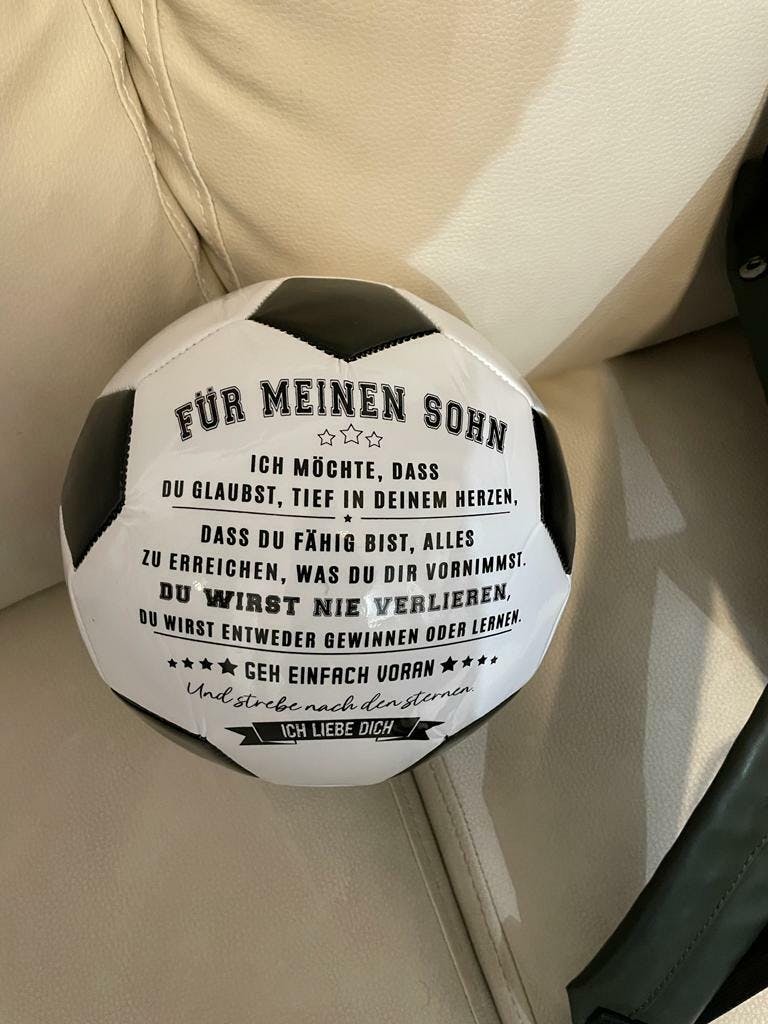 FÜR MEINEN SOHN
ICH MÖCHTE, DASS
DU GLAUBST, TIEF IN DEINEM HERZEN,
DASS DU FÄHIG BIST, ALLES
ZU ERREICHEN, WAS DU DIR VORNIMMST.
DU WIRST NIE VERLIEREN,
DU WIRST ENTWEDER GEWINNEN ODER LERNEN.
GEH EINFACH VORAN
Und strebe nach den sternen.
ICH LIEBE DICH